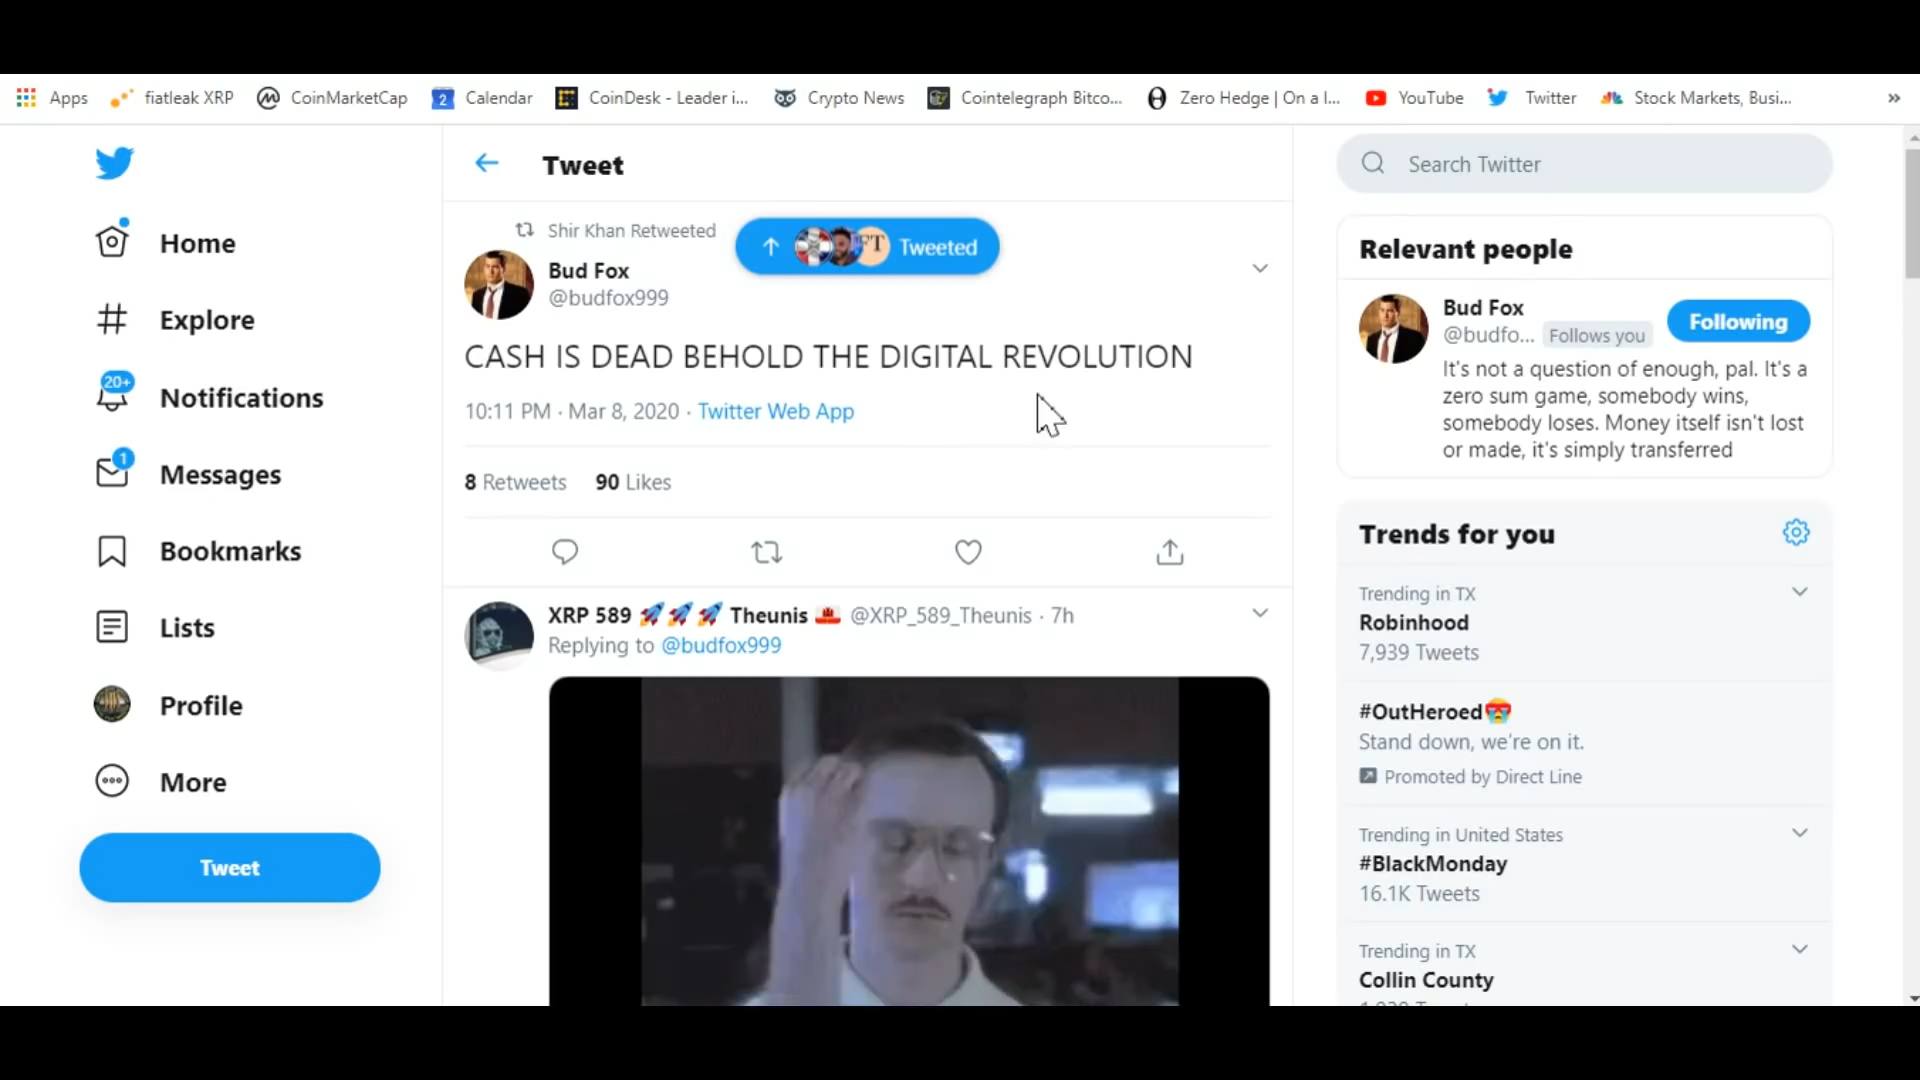 Apps
fiatleak XRP
CoinMarketCap
2
Calendar
CoinDesk - Leader i...
Crypto News
Cointelegraph Bitco...
Zero Hedge | On a l...
YouTube
Twitter
Stock Markets, Busi...
»
Home
Explore
20+
Notifications
1
Messages
Bookmarks
Lists
Profile
More
Tweet
Tweet
Shir Khan Retweeted
FT Tweeted
Bud Fox
@budfox999
CASH IS DEAD BEHOLD THE DIGITAL REVOLUTION
10:11 PM · Mar 8, 2020 · Twitter Web App
8 Retweets 90 Likes
XRP 589 🚀🚀🚀 Theunis @XRP_589_Theunis · 7h
Replying to @budfox999
Search Twitter
Relevant people
Bud Fox
@budfo... Follows you
Following
It's not a question of enough, pal. It's a
zero sum game, somebody wins,
somebody loses. Money itself isn't lost
or made, it's simply transferred
Trends for you
Trending in TX
Robinhood
7,939 Tweets
#OutHeroed
Stand down, we're on it.
Promoted by Direct Line
Trending in United States
#BlackMonday
16.1K Tweets
Trending in TX
Collin County